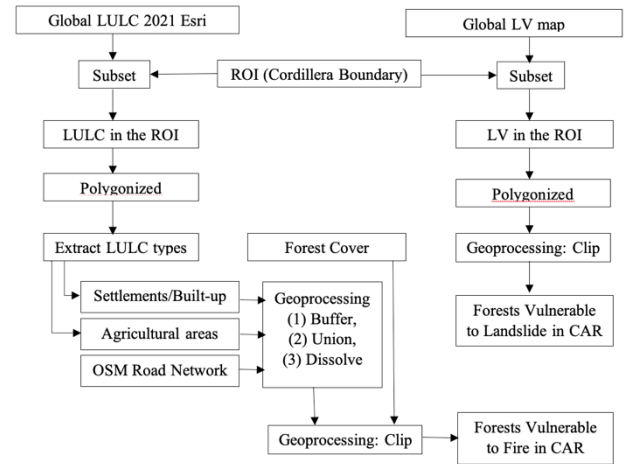 Global LULC 2021 Esri
Global LV map
Subset
ROI (Cordillera Boundary)
Subset
LULC in the ROI
LV in the ROI
Polygonized
Polygonized
Extract LULC types
Forest Cover
Geoprocessing: Clip
Settlements/Built-up
Agricultural areas
OSM Road Network
Geoprocessing
(1) Buffer,
(2) Union,
(3) Dissolve
Forests Vulnerable
to Landslide in CAR
Geoprocessing: Clip
Forests Vulnerable
to Fire in CAR